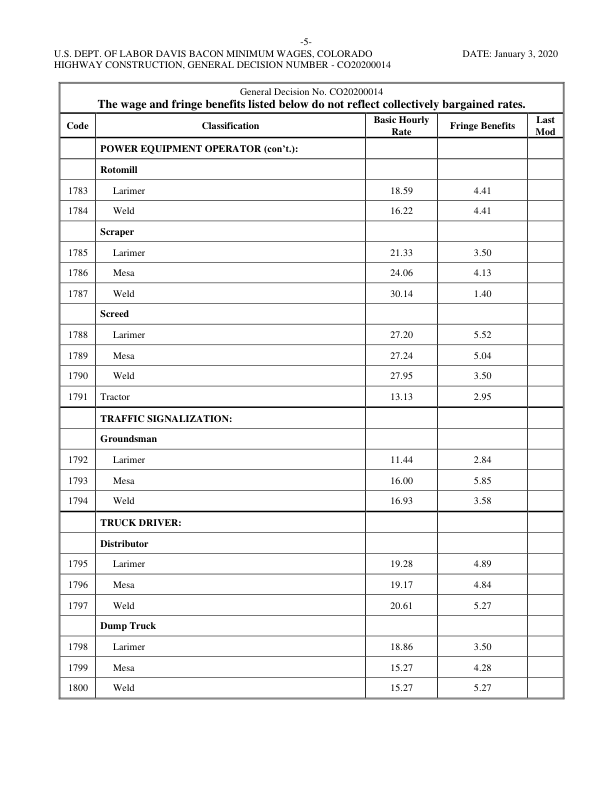 -5-
U.S. DEPT. OF LABOR DAVIS BACON MINIMUM WAGES, COLORADO DATE: January 3, 2020
HIGHWAY CONSTRUCTION, GENERAL DECISION NUMBER - CO20200014
General Decision No. CO20200014
The wage and fringe benefits listed below do not reflect collectively bargained rates.
Code Classification Basic Hourly Rate Fringe Benefits Last Mod
POWER EQUIPMENT OPERATOR (con't.):
Rotomill
1783 Larimer 18.59 4.41
1784 Weld 16.22 4.41
Scraper
1785 Larimer 21.33 3.50
1786 Mesa 24.06 4.13
1787 Weld 30.14 1.40
Screed
1788 Larimer 27.20 5.52
1789 Mesa 27.24 5.04
1790 Weld 27.95 3.50
1791 Tractor 13.13 2.95
TRAFFIC SIGNALIZATION:
Groundsman
1792 Larimer 11.44 2.84
1793 Mesa 16.00 5.85
1794 Weld 16.93 3.58
TRUCK DRIVER:
Distributor
1795 Larimer 19.28 4.89
1796 Mesa 19.17 4.84
1797 Weld 20.61 5.27
Dump Truck
1798 Larimer 18.86 3.50
1799 Mesa 15.27 4.28
1800 Weld 15.27 5.27